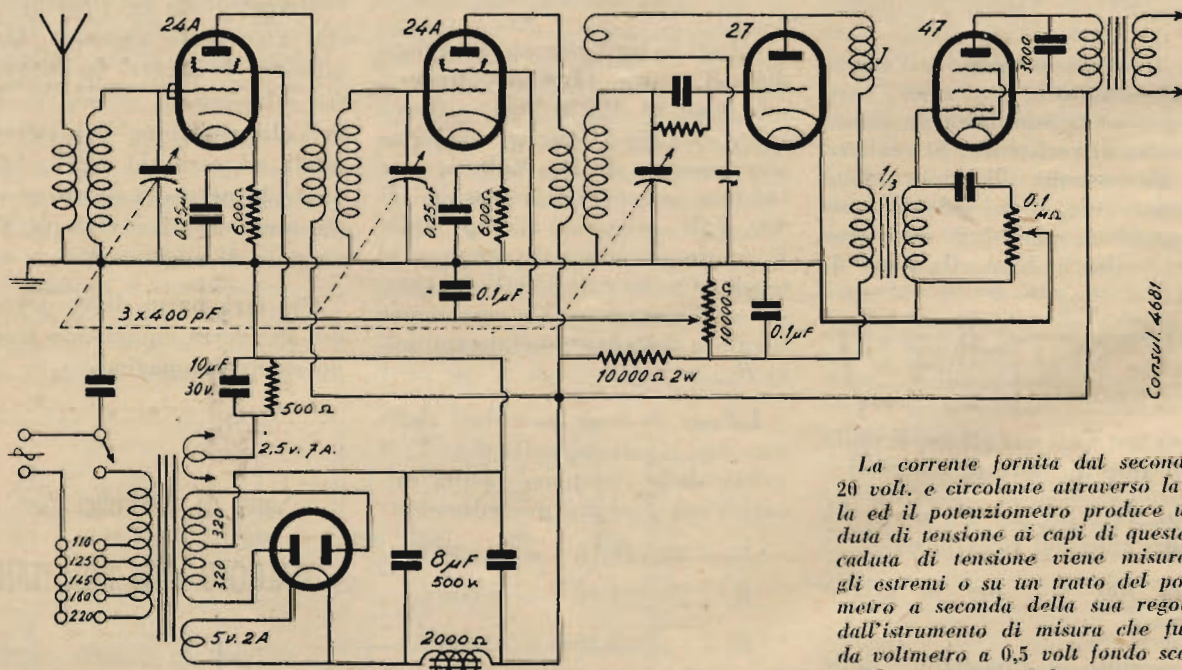 24A
24A
27
47
3000
J
1/3
0.25µF
600Ω
0.25µF
600Ω
0.1 MΩ
0.1µF
3 x 400 pF
10000Ω
0.1µF
10000Ω 2w
10µF
30v.
500Ω
2.5v. 7A.
110
125
145
160
220
320
320
8µF
500v
5v. 2A
2000Ω
Consul. 4681
La corrente fornita dal second
20 volt. e circolante attraverso la
la ed il potenziometro produce u
duta di tensione ai capi di queste
caduta di tensione viene misura
gli estremi o su un tratto del po
metro a seconda della sua rego
dall'istrumento di misura che fu
da voltmetro a 0,5 volt fondo sc